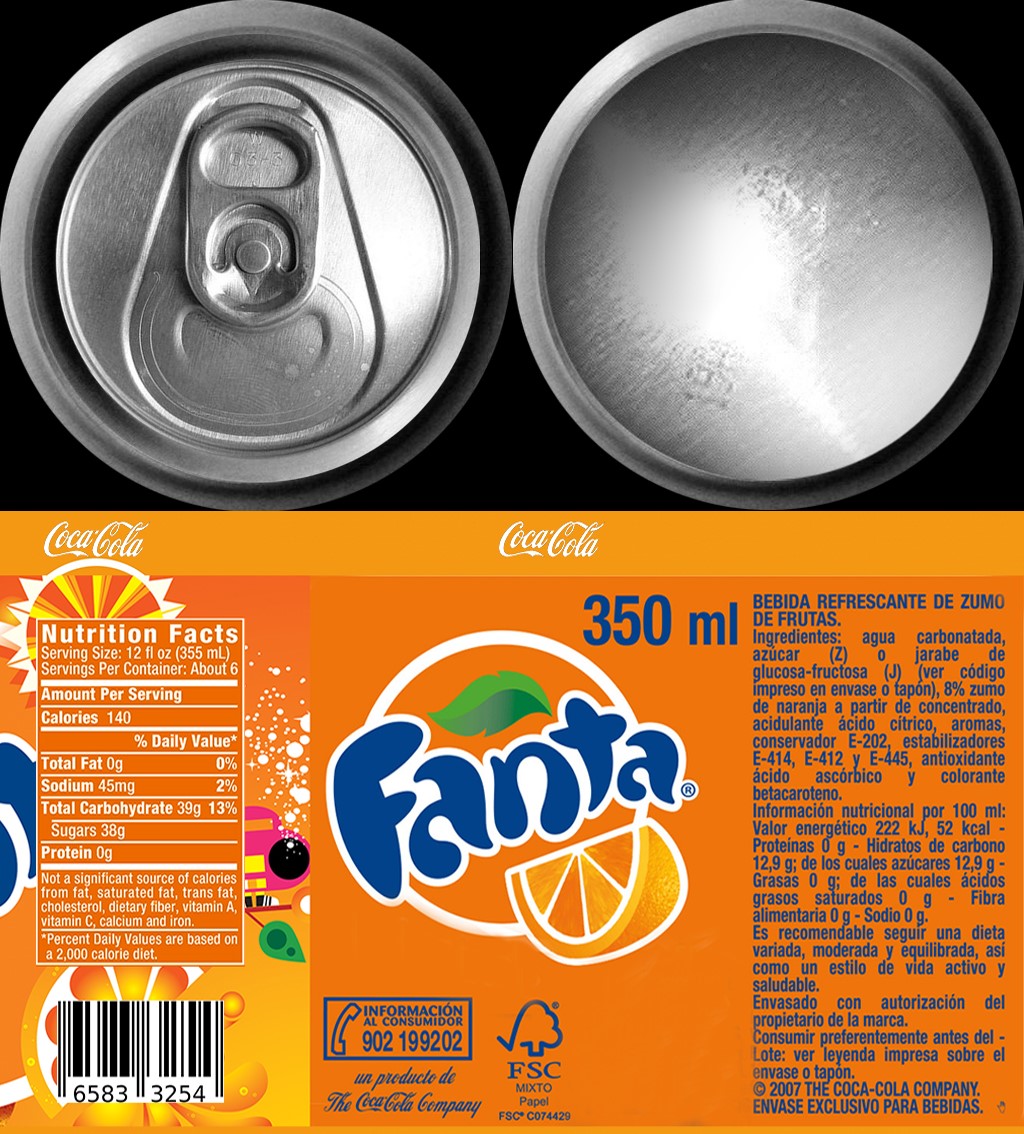 Coca-Cola
Nutrition Facts
Serving Size: 12 fl oz (355 mL)
Servings Per Container: About 6
Amount Per Serving
Calories 140
% Daily Value*
Total Fat 0g 0%
Sodium 45mg 2%
Total Carbohydrate 39g 13%
Sugars 38g
Protein 0g
Not a significant source of calories
from fat, saturated fat, trans fat,
cholesterol, dietary fiber, vitamin A,
vitamin C, calcium and iron.
*Percent Daily Values are based on
a 2,000 calorie diet.
6583 3254
Coca-Cola
350 ml
Fanta®
INFORMACIÓN
AL CONSUMIDOR
902 199202
un producto de
The Coca-Cola Company
FSC
MIXTO
Papel
FSC® C074429
BEBIDA REFRESCANTE DE ZUMO
DE FRUTAS.
Ingredientes: agua carbonatada,
azúcar (Z) o jarabe de
glucosa-fructosa (J) (ver código
impreso en envase o tapón), 8% zumo
de naranja a partir de concentrado,
acidulante ácido cítrico, aromas,
conservador E-202, estabilizadores
E-414, E-412 y E-445, antioxidante
ácido ascórbico y colorante
betacaroteno.
Información nutricional por 100 ml:
Valor energético 222 kJ, 52 kcal -
Proteínas 0 g - Hidratos de carbono
12,9 g; de los cuales azúcares 12,9 g -
Grasas 0 g; de las cuales ácidos
grasos saturados 0 g - Fibra
alimentaria 0 g - Sodio 0 g.
Es recomendable seguir una dieta
variada, moderada y equilibrada, así
como un estilo de vida activo y
saludable.
Envasado con autorización del
propietario de la marca.
Consumir preferentemente antes del -
Lote: ver leyenda impresa sobre el
envase o tapón.
© 2007 THE COCA-COLA COMPANY.
ENVASE EXCLUSIVO PARA BEBIDAS.